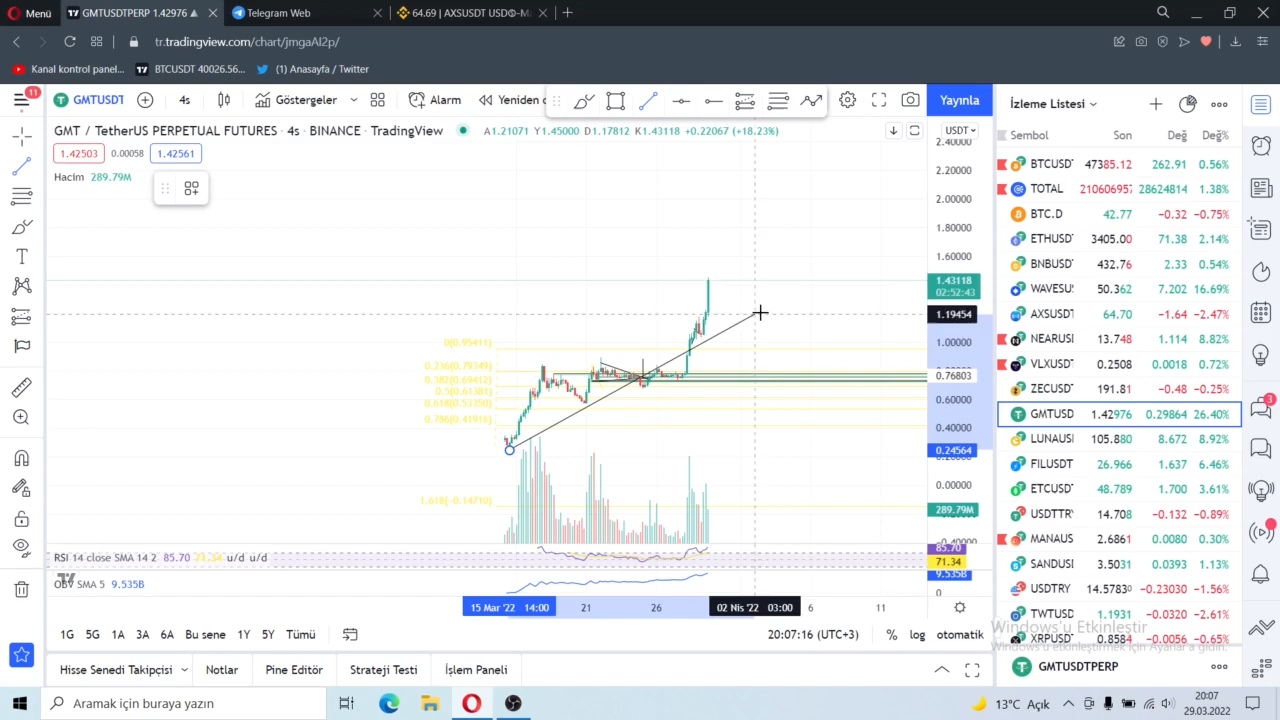 Menü
GMTUSDTPERP 1.42976 ▲
Telegram Web
64.69 | AXSUSDT USDⓈ-M
tr.tradingview.com/chart/jmgaAI2p/
Kanal kontrol panel...
BTCUSDT 40026.56...
(1) Anasayfa / Twitter
11
GMTUSDT
4s
Göstergeler
Alarm
Yeniden
Yayınla
İzleme Listesi
GMT / TetherUS PERPETUAL FUTURES · 4s · BINANCE · TradingView
A1.21071 Y1.45000 D1.17812 K1.43118 +0.22067 (+18.23%)
USDT
Sembol Son Değ Değ%
1.42503 0.00058 1.42561
Hacim 289.79M
2.40000
2.20000
2.00000
1.80000
1.60000
1.43118
02:52:43
1.19454
1.00000
0.76803
0.60000
0.40000
0.24564
0.00000
289.79M
-0.40000
85.70
71.34
9.535B
0
0(0.95411)
0.236(0.79349)
0.382(0.69412)
0.5(0.61381)
0.618(0.53350)
0.786(0.41916)
1.618(-0.14710)
RSI 14 close SMA 14 2 85.70 71.34 u/d u/d
OBV SMA 5 9.535B
15 Mar '22 14:00
21
26
02 Nis '22 03:00
6
11
BTCUSDT 47385.12 262.91 0.56%
TOTAL 210606957 28624814 1.38%
BTC.D 42.77 −0.32 −0.75%
ETHUSDT 3405.00 71.38 2.14%
BNBUSDT 432.76 2.33 0.54%
WAVESU 50.362 7.202 16.69%
AXSUSDT 64.70 −1.64 −2.47%
NEARUSI 13.748 1.114 8.82%
VLXUSDT 0.2508 0.0018 0.72%
ZECUSDT 191.81 −0.48 −0.25%
GMTUSD 1.42976 0.29864 26.40%
LUNAUSI 105.880 8.672 8.92%
FILUSDT 26.966 1.637 6.46%
ETCUSDT 48.789 1.700 3.61%
USDTTRY 14.708 −0.132 −0.89%
MANAUS 2.6861 0.0080 0.30%
SANDUSI 3.5031 0.0393 1.13%
USDTRY 14.5783 −0.23030 −1.56%
TWTUSD 1.1931 −0.0320 −2.61%
XRPUSDT 0.8584 −0.0056 −0.65%
3
Windows'u Etkinleştir
Windows'u etkinleştirmek için Ayarlar'a gidin.
1G 5G 1A 3A 6A Bu sene 1Y 5Y Tümü
20:07:16 (UTC+3)
% log otomatik
Hisse Senedi Takipçisi
Notlar
Pine Editör
Strateji Testi
İşlem Paneli
GMTUSDTPERP
Aramak için buraya yazın
13°C Açık
20:07
29.03.2022